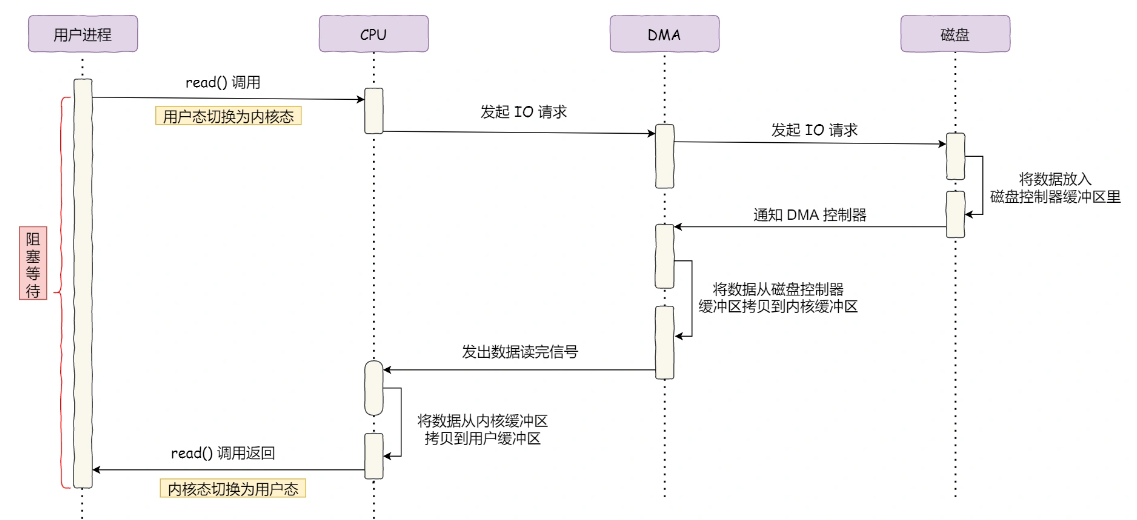 用户进程
CPU
DMA
磁盘
read() 调用
用户态切换为内核态
发起 IO 请求
发起 IO 请求
将数据放入
磁盘控制器缓冲区里
通知 DMA 控制器
阻塞等待
将数据从磁盘控制器
缓冲区拷贝到内核缓冲区
发出数据读完信号
将数据从内核缓冲区
拷贝到用户缓冲区
read() 调用返回
内核态切换为用户态